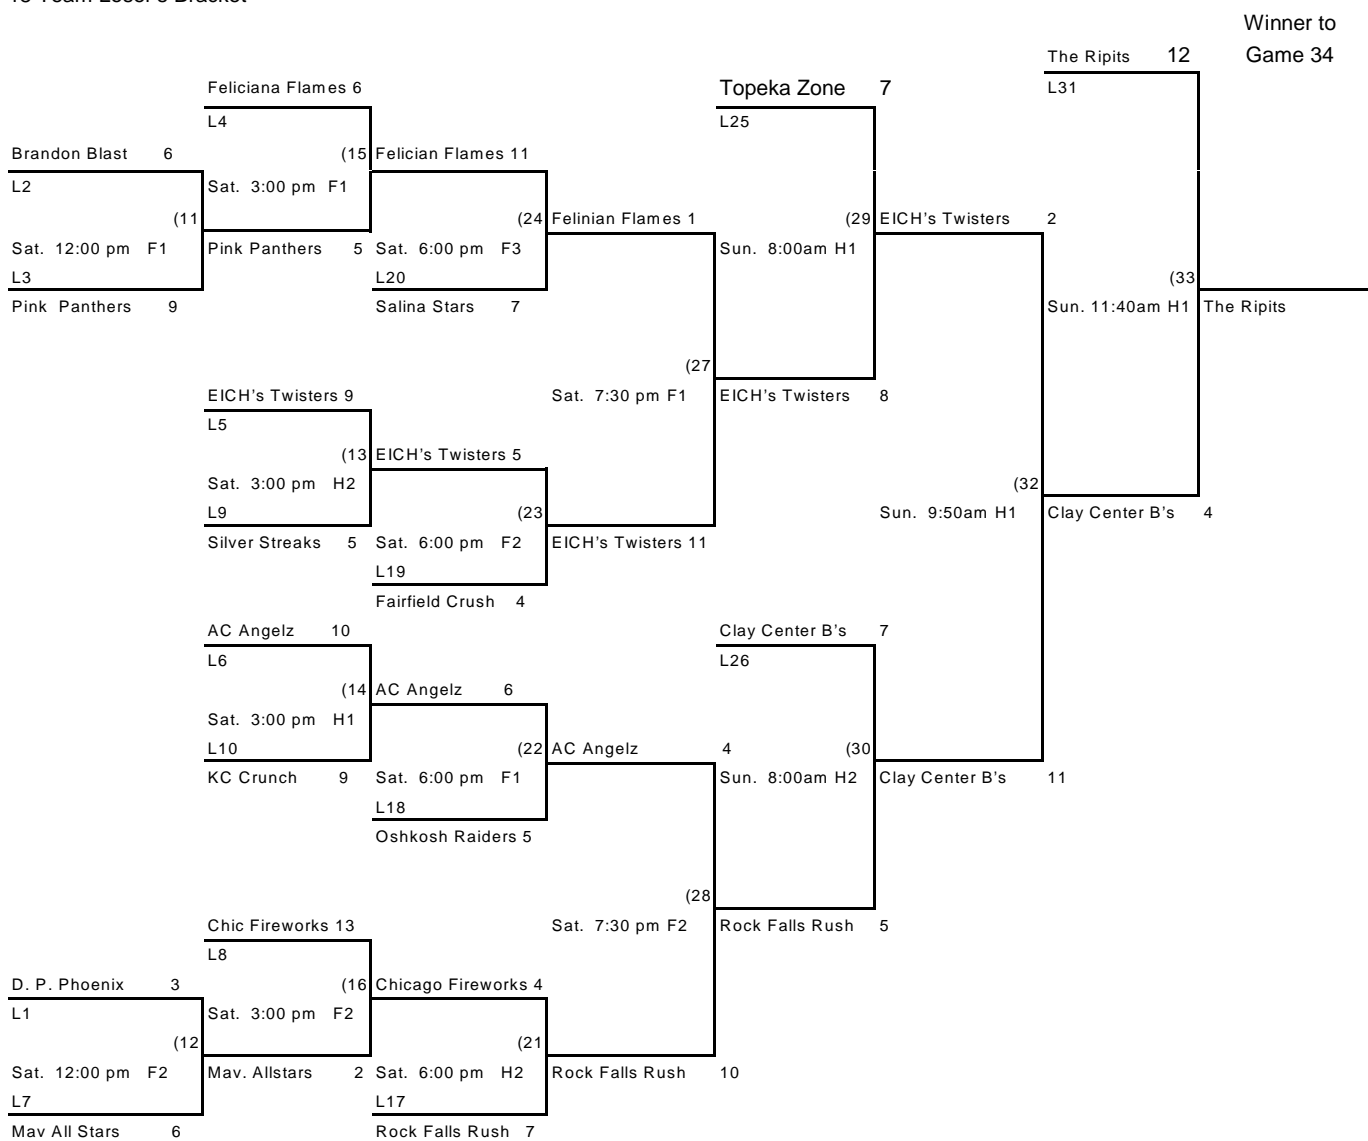 Winner to
The Ripits 12 Game 34
Feliciana Flames 6 Topeka Zone 7 L31
L4 L25
Brandon Blast 6 (15 Felician Flames 11
L2 Sat. 3:00 pm F1
(11 (24 Felinian Flames 1 (29 EICH's Twisters 2
Sat. 12:00 pm F1 Pink Panthers 5 Sat. 6:00 pm F3 Sun. 8:00am H1
L3 L20 (33
Pink Panthers 9 Salina Stars 7 Sun. 11:40am H1 The Ripits
(27
EICH's Twisters 9 Sat. 7:30 pm F1 EICH's Twisters 8
L5
(13 EICH's Twisters 5
Sat. 3:00 pm H2 (32
L9 (23 Sun. 9:50am H1 Clay Center B's 4
Silver Streaks 5 Sat. 6:00 pm F2 EICH's Twisters 11
L19
Fairfield Crush 4
AC Angelz 10 Clay Center B's 7
L6 L26
(14 AC Angelz 6
Sat. 3:00 pm H1
L10 (22 AC Angelz 4 (30
KC Crunch 9 Sat. 6:00 pm F1 Sun. 8:00am H2 Clay Center B's 11
L18
Oshkosh Raiders 5
(28
Chic Fireworks 13 Sat. 7:30 pm F2 Rock Falls Rush 5
L8
D. P. Phoenix 3 (16 Chicago Fireworks 4
L1 Sat. 3:00 pm F2
(12 (21
Sat. 12:00 pm F2 Mav. Allstars 2 Sat. 6:00 pm H2 Rock Falls Rush 10
L7 L17
Mav All Stars 6 Rock Falls Rush 7